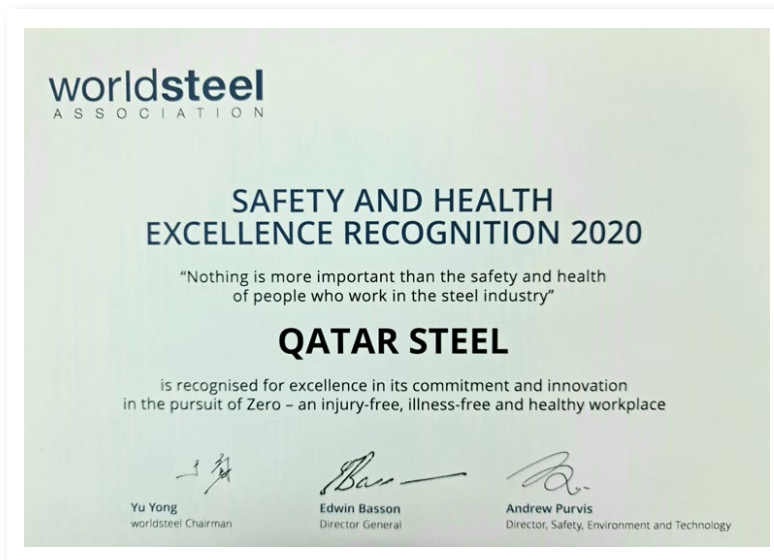 worldsteel
ASSOCIATION
SAFETY AND HEALTH
EXCELLENCE RECOGNITION 2020
“Nothing is more important than the safety and health
of people who work in the steel industry”
QATAR STEEL
is recognised for excellence in its commitment and innovation
in the pursuit of Zero – an injury-free, illness-free and healthy workplace
Yu Yong
worldsteel Chairman
Edwin Basson
Director General
Andrew Purvis
Director, Safety, Environment and Technology